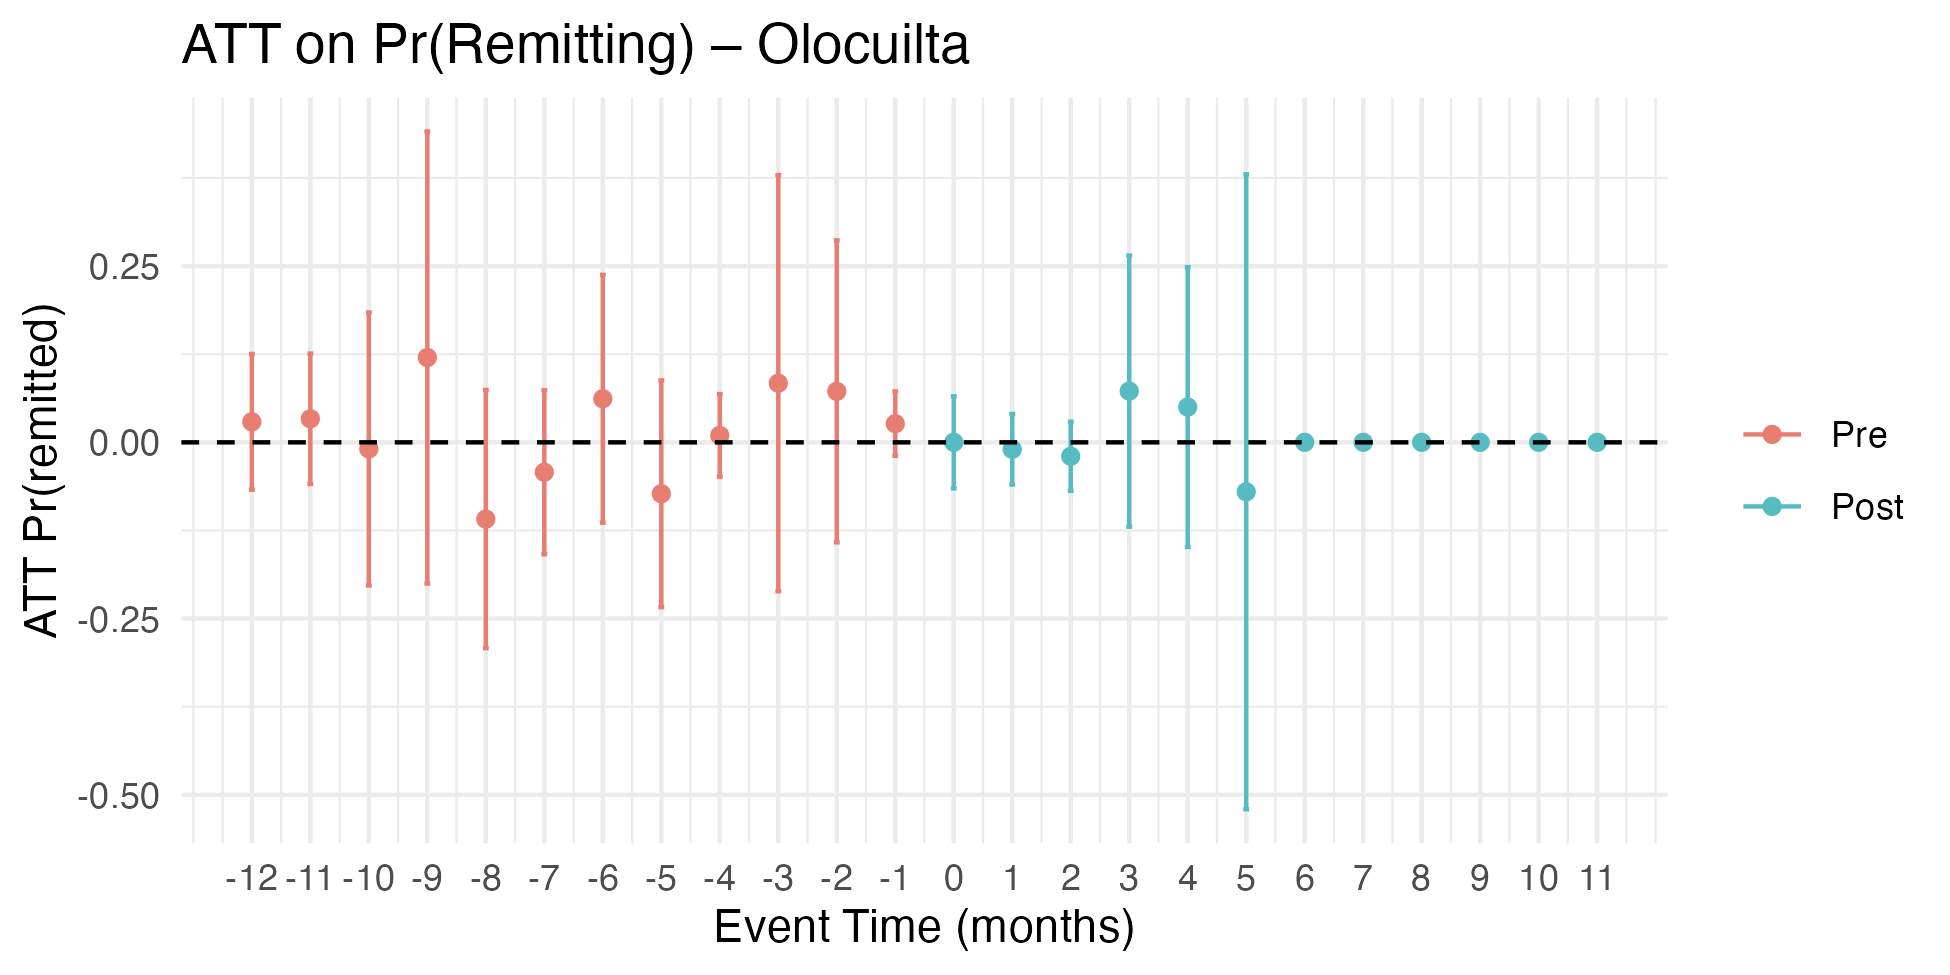 ATT on Pr(Remitting) – Olocuilta
ATT Pr(remitted)
0.25
0.00
-0.25
-0.50
-12 -11 -10 -9 -8 -7 -6 -5 -4 -3 -2 -1 0 1 2 3 4 5 6 7 8 9 10 11
Event Time (months)
Pre
Post